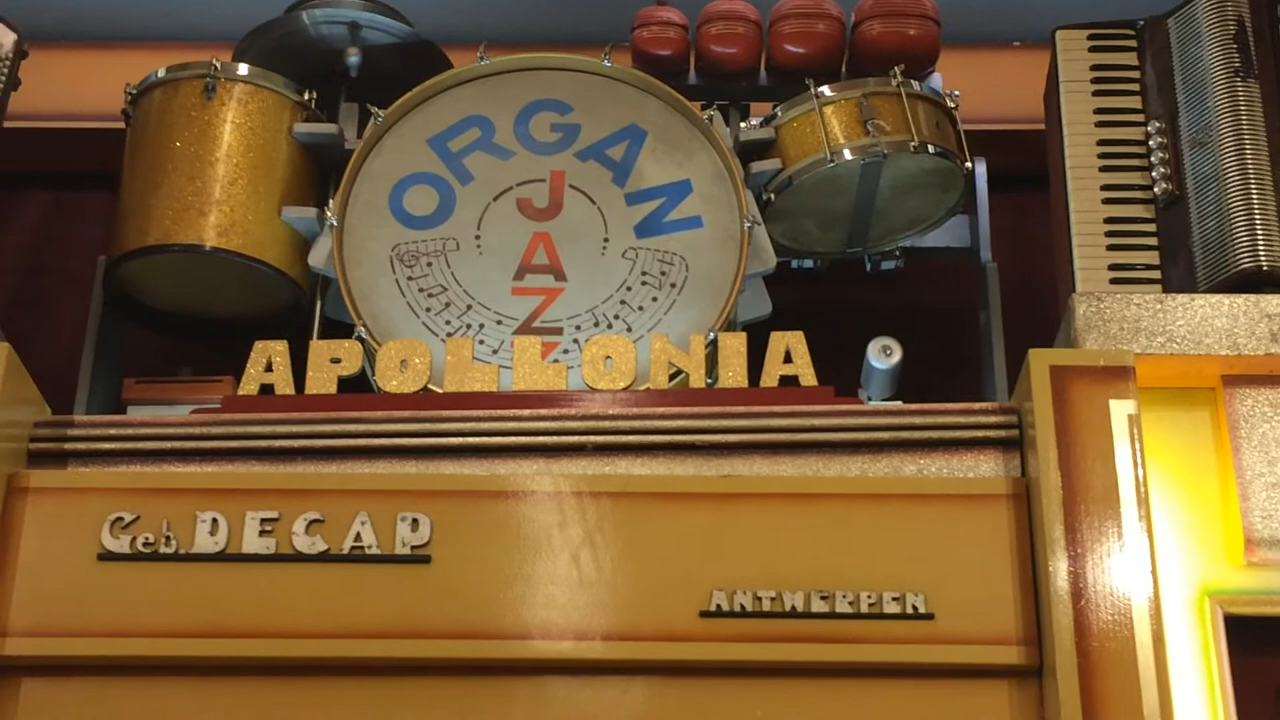 ORGAN
JAZZ
APOLLONIA
Geb. DECAP
ANTWERPEN